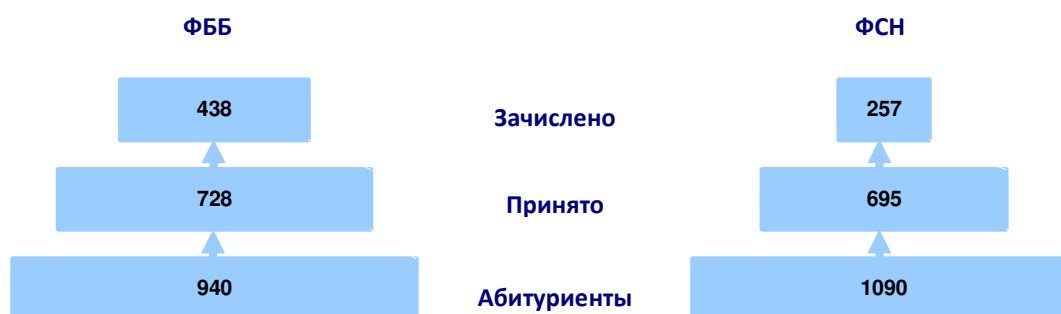 ФББ ФСН
438 Зачислено 257
728 Принято 695
940 Абитуриенты 1090